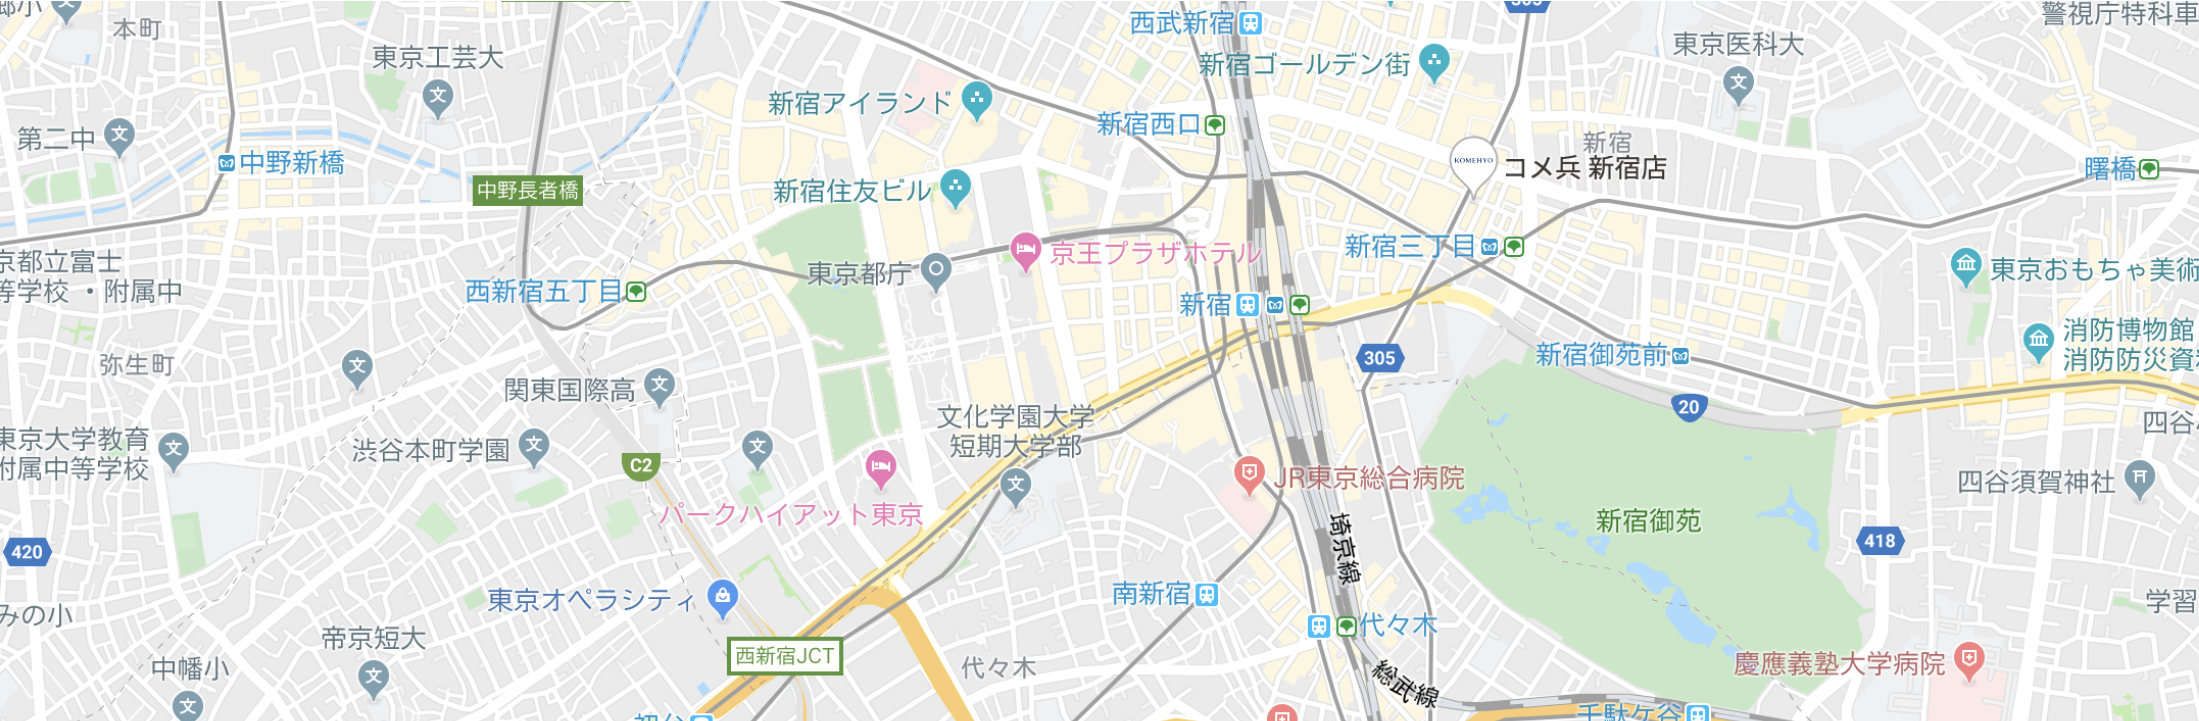 本町
東京工芸大
西武新宿
新宿ゴールデン街
東京医科大
警視庁特科車
新宿アイランド
新宿西口
新宿
第二中
中野新橋
中野長者橋
新宿住友ビル
KOMEHYO
コメ兵 新宿店
曙橋
京都立富士
等学校 ・附属中
西新宿五丁目
東京都庁
京王プラザホテル
新宿三丁目
東京おもちゃ美術
新宿
305
新宿御苑前
消防博物館
消防防災資
弥生町
関東国際高
文化学園大学
短期大学部
20
四谷
東京大学教育
附属中等学校
渋谷本町学園
C2
パークハイアット東京
JR東京総合病院
四谷須賀神社
新宿御苑
埼京線
420
418
東京オペラシティ
南新宿
代々木
学習
みの小
帝京短大
中幡小
西新宿JCT
代々木
総武線
慶應義塾大学病院
初台
千駄ケ谷